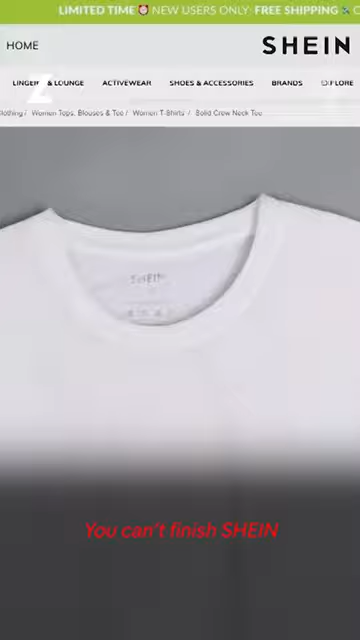 LIMITED TIME ⏰ NEW USERS ONLY: FREE SHIPPING
HOME
SHEIN
& LOUNGE ACTIVEWEAR SHOES & ACCESSORIES BRANDS
Women Tops, Blouses & Tee / Women T-Shirts / Solid Crew Neck Tee
SHEIN
You can't finish SHEIN